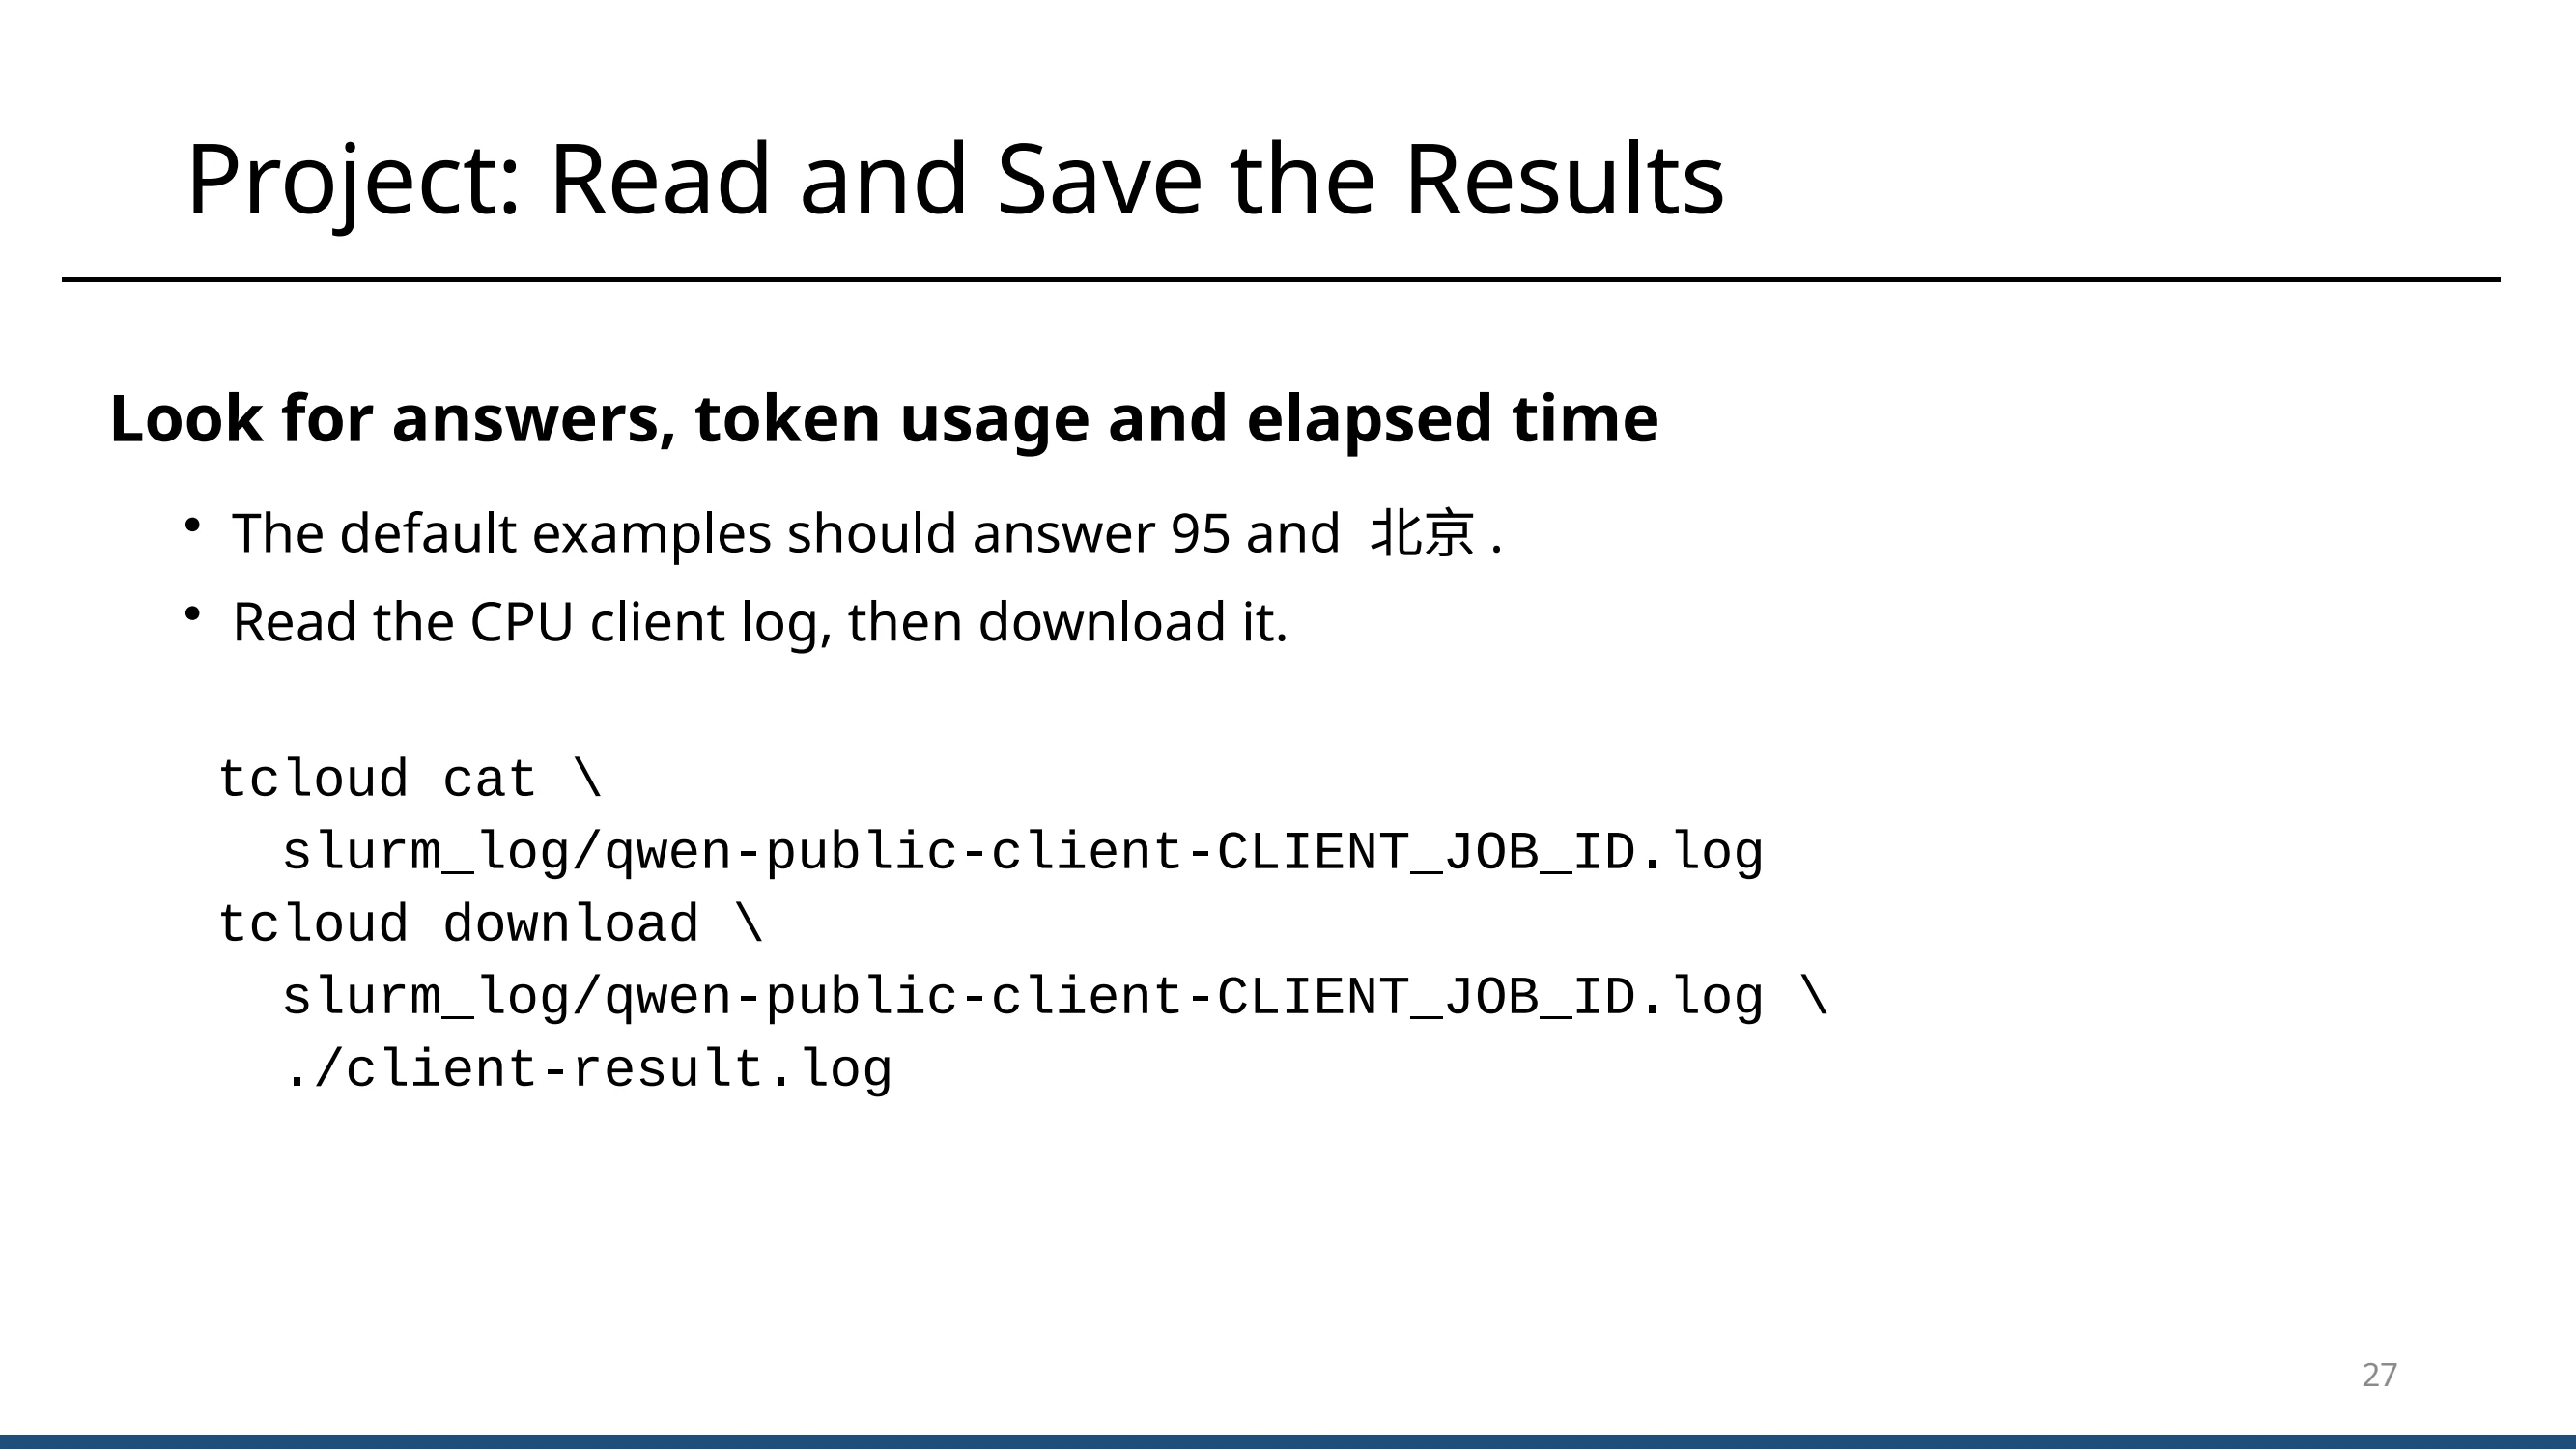 Project: Read and Save the Results
Look for answers, token usage and elapsed time
• The default examples should answer 95 and 北京.
• Read the CPU client log, then download it.
tcloud cat \
  slurm_log/qwen-public-client-CLIENT_JOB_ID.log
tcloud download \
  slurm_log/qwen-public-client-CLIENT_JOB_ID.log \
  ./client-result.log
27